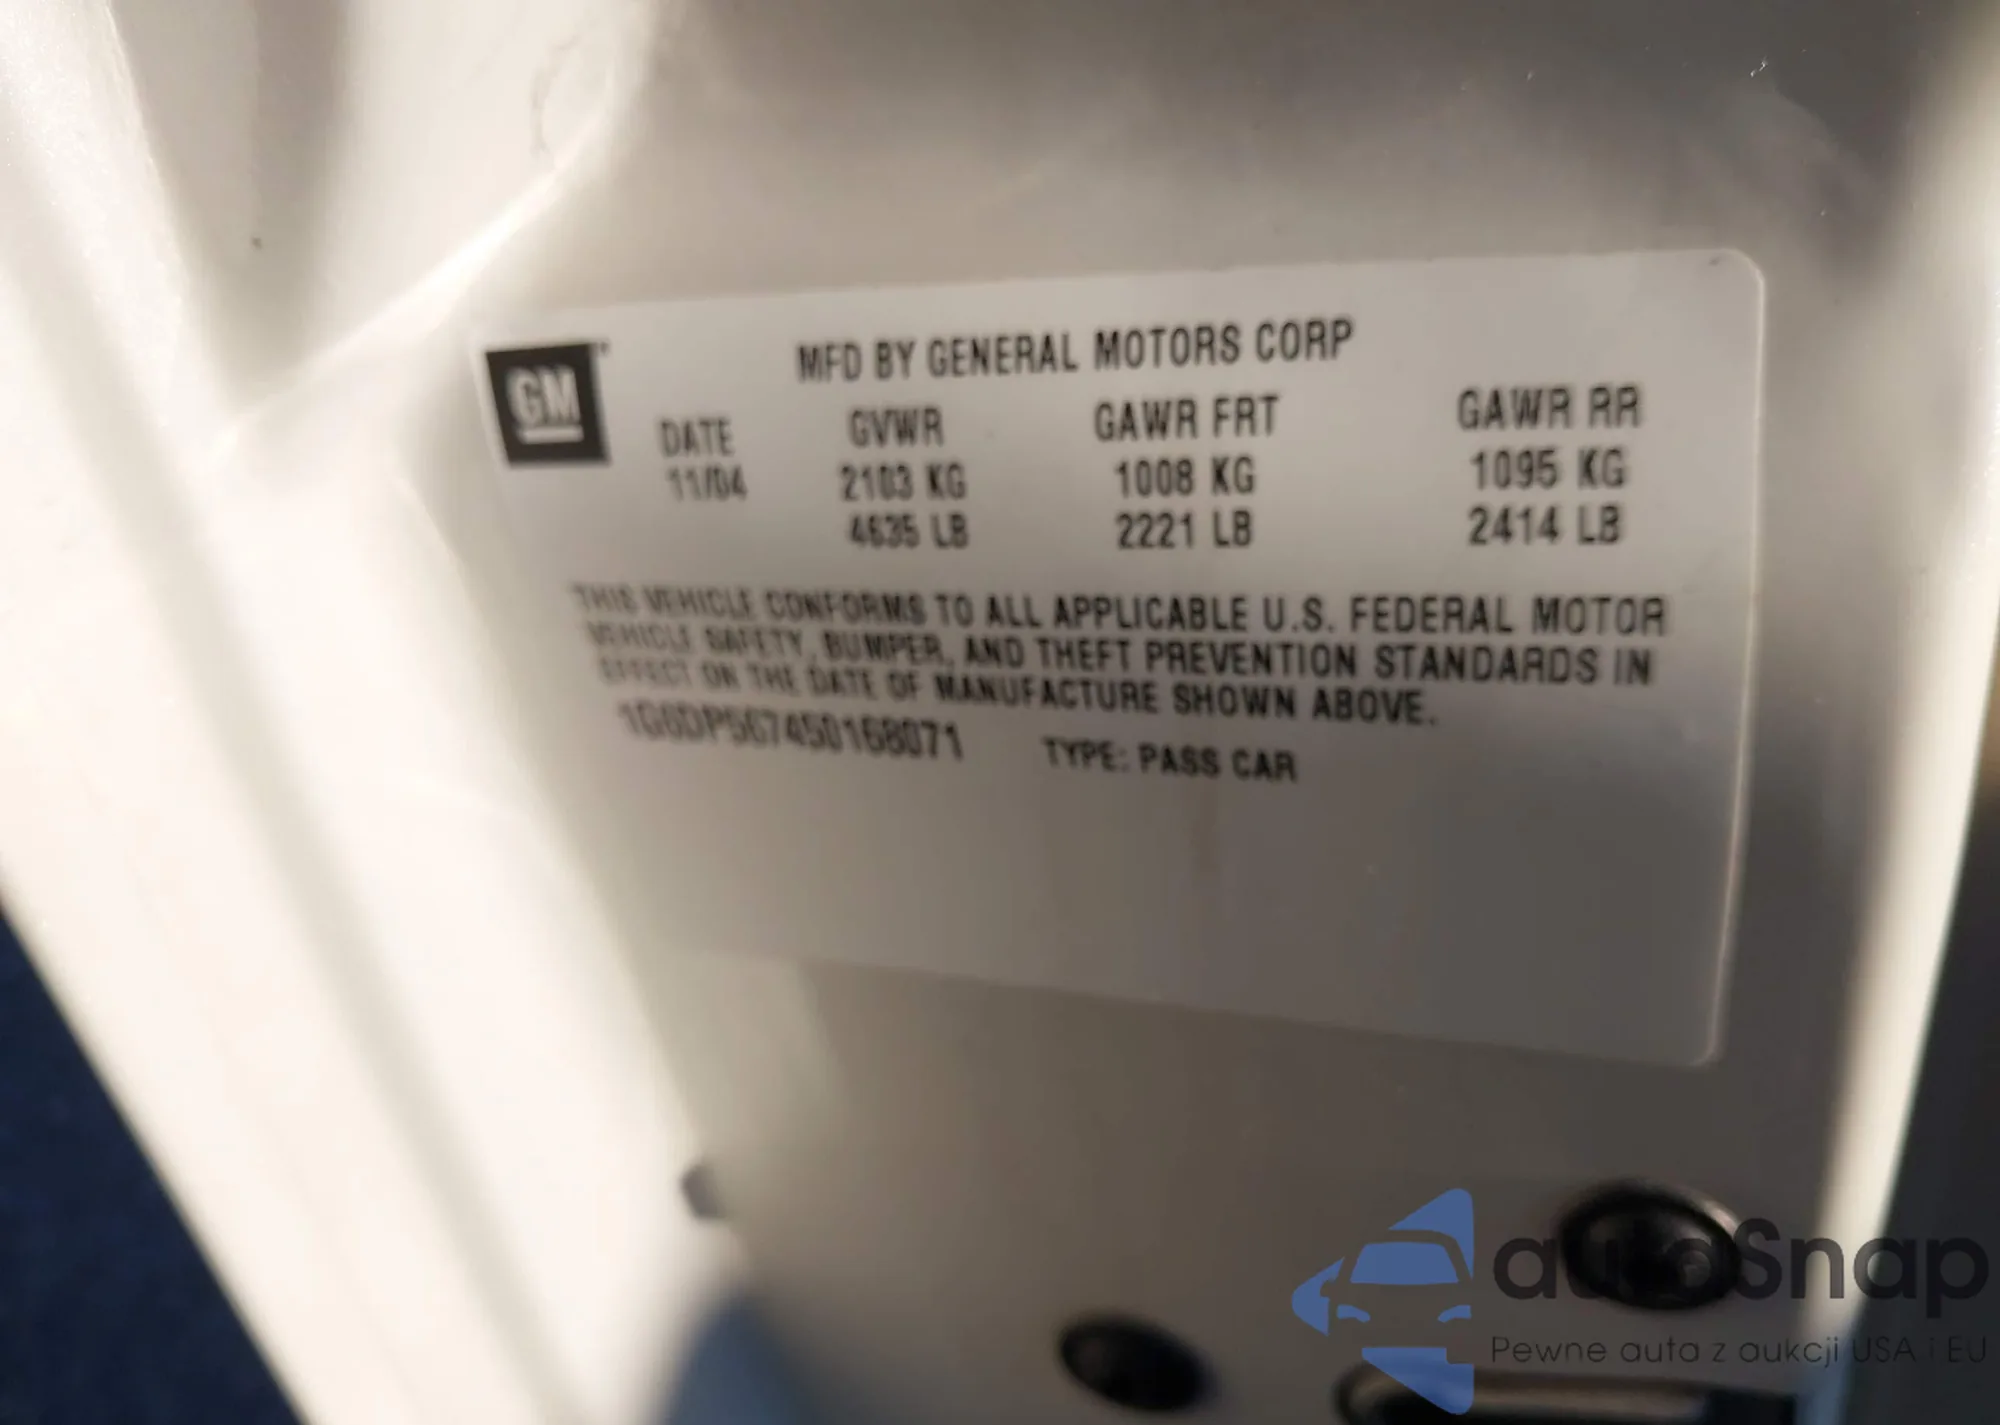 MFD BY GENERAL MOTORS CORP
GM
DATE GVWR GAWR FRT GAWR RR
11/04 2103 KG 1008 KG 1095 KG
4635 LB 2221 LB 2414 LB
THIS VEHICLE CONFORMS TO ALL APPLICABLE U.S. FEDERAL MOTOR
VEHICLE SAFETY, BUMPER, AND THEFT PREVENTION STANDARDS IN
EFFECT ON THE DATE OF MANUFACTURE SHOWN ABOVE.
1G6DP567450168071 TYPE: PASS CAR
autoSnap
Pewne auta z aukcji USA i EU